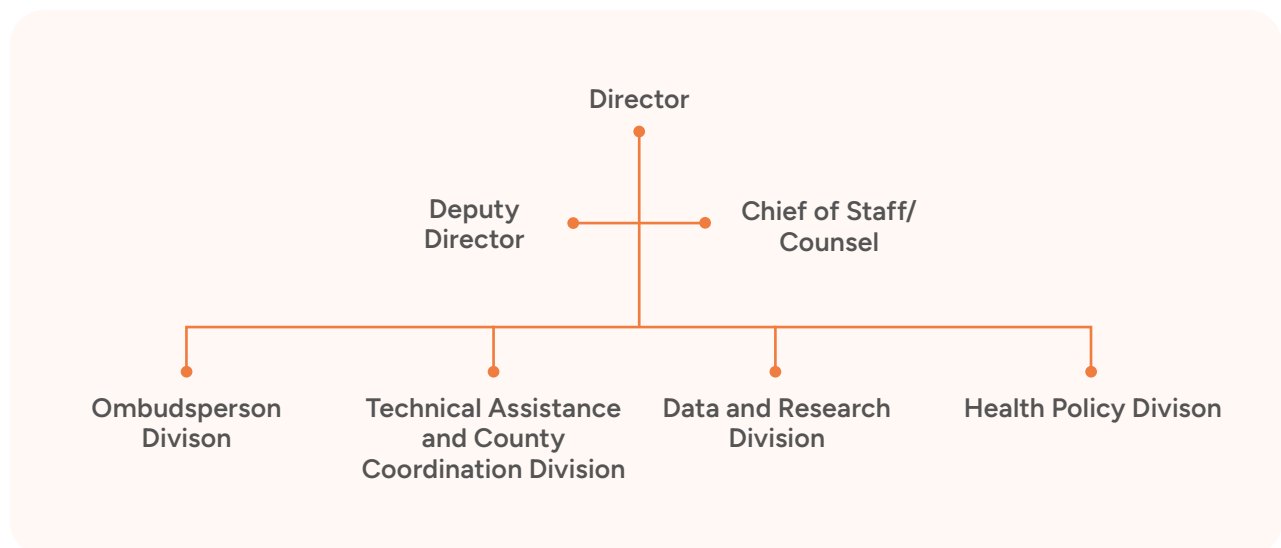 Director
Deputy
Director
Chief of Staff/
Counsel
Ombudsperson
Divison
Technical Assistance
and County
Coordination Division
Data and Research
Division
Health Policy Divison